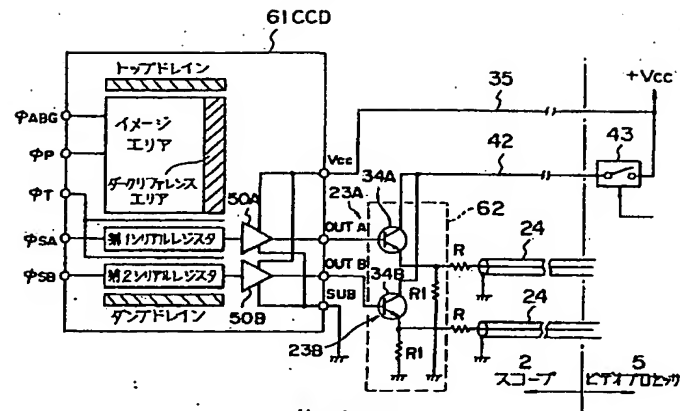 61 CCD
トップドレイン
イメージ
エリア
ダークリファレンス
エリア
φABG
φP
φT
φSA
φSB
第1シリアルレジスタ
第2シリアルレジスタ
ダンプドレイン
50A
50B
Vcc
OUT A
OUT B
SUB
23A
23B
34A
34B
35
42
62
+Vcc
43
R
R
R1
R1
24
24
2
スコープ
5
ビデオプロセッサ